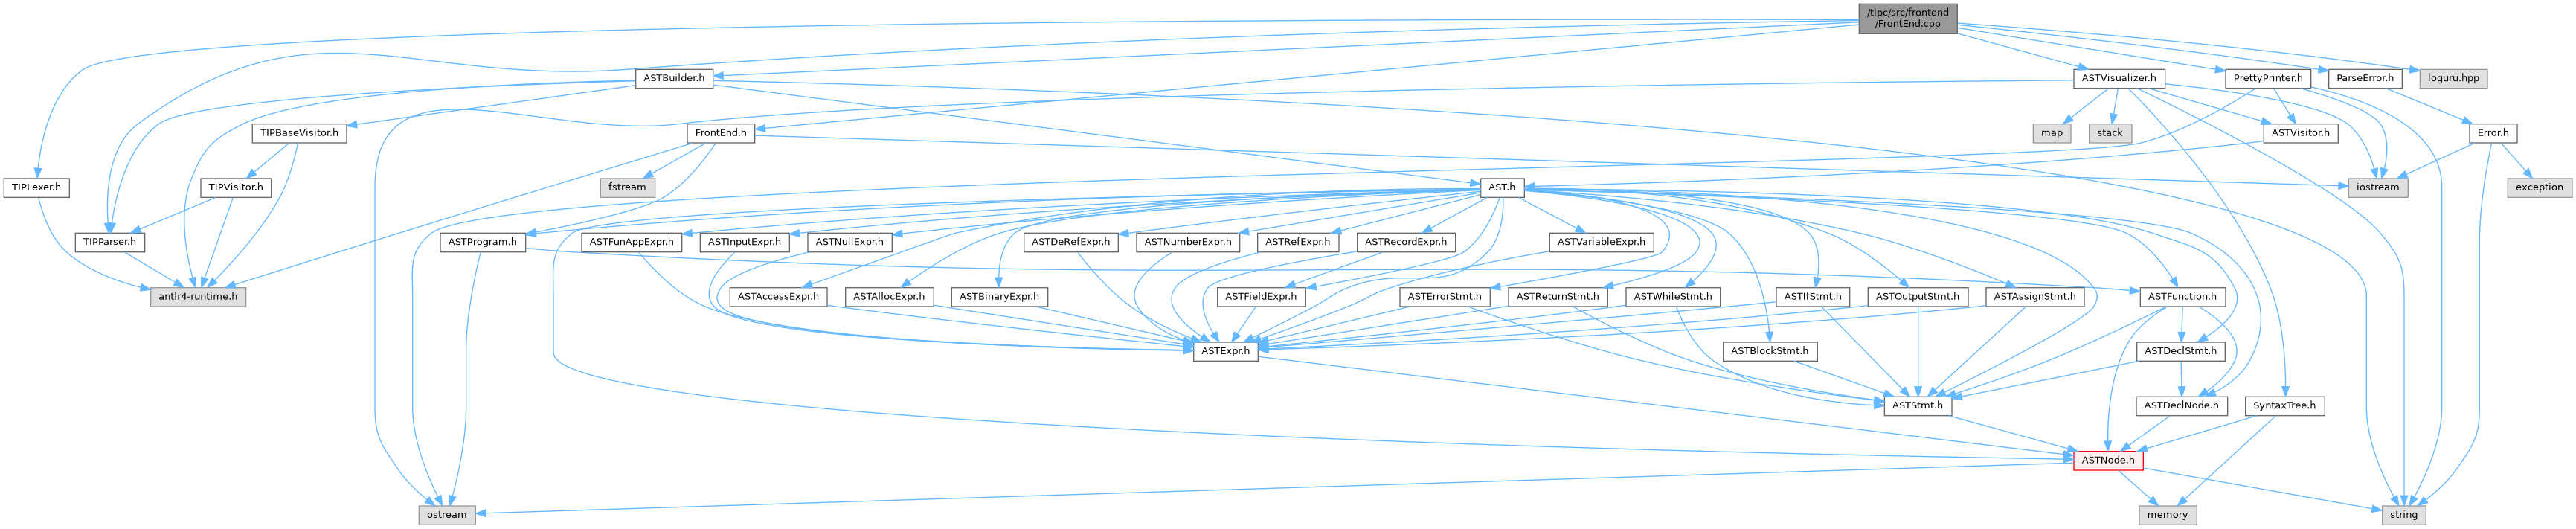 /tipc/src/frontend
/FrontEnd.cpp
ASTBuilder.h
ASTVisualizer.h
PrettyPrinter.h
ParseError.h
loguru.hpp
TIPBaseVisitor.h
FrontEnd.h
map
stack
ASTVisitor.h
Error.h
TIPLexer.h
TIPVisitor.h
fstream
AST.h
iostream
exception
TIPParser.h
ASTProgram.h
ASTFunAppExpr.h
ASTInputExpr.h
ASTNullExpr.h
ASTDeRefExpr.h
ASTNumberExpr.h
ASTRefExpr.h
ASTRecordExpr.h
ASTVariableExpr.h
antlr4-runtime.h
ASTAccessExpr.h
ASTAllocExpr.h
ASTBinaryExpr.h
ASTFieldExpr.h
ASTErrorStmt.h
ASTReturnStmt.h
ASTWhileStmt.h
ASTIfStmt.h
ASTOutputStmt.h
ASTAssignStmt.h
ASTFunction.h
ASTExpr.h
ASTBlockStmt.h
ASTDeclStmt.h
ASTStmt.h
ASTDeclNode.h
SyntaxTree.h
ASTNode.h
ostream
memory
string